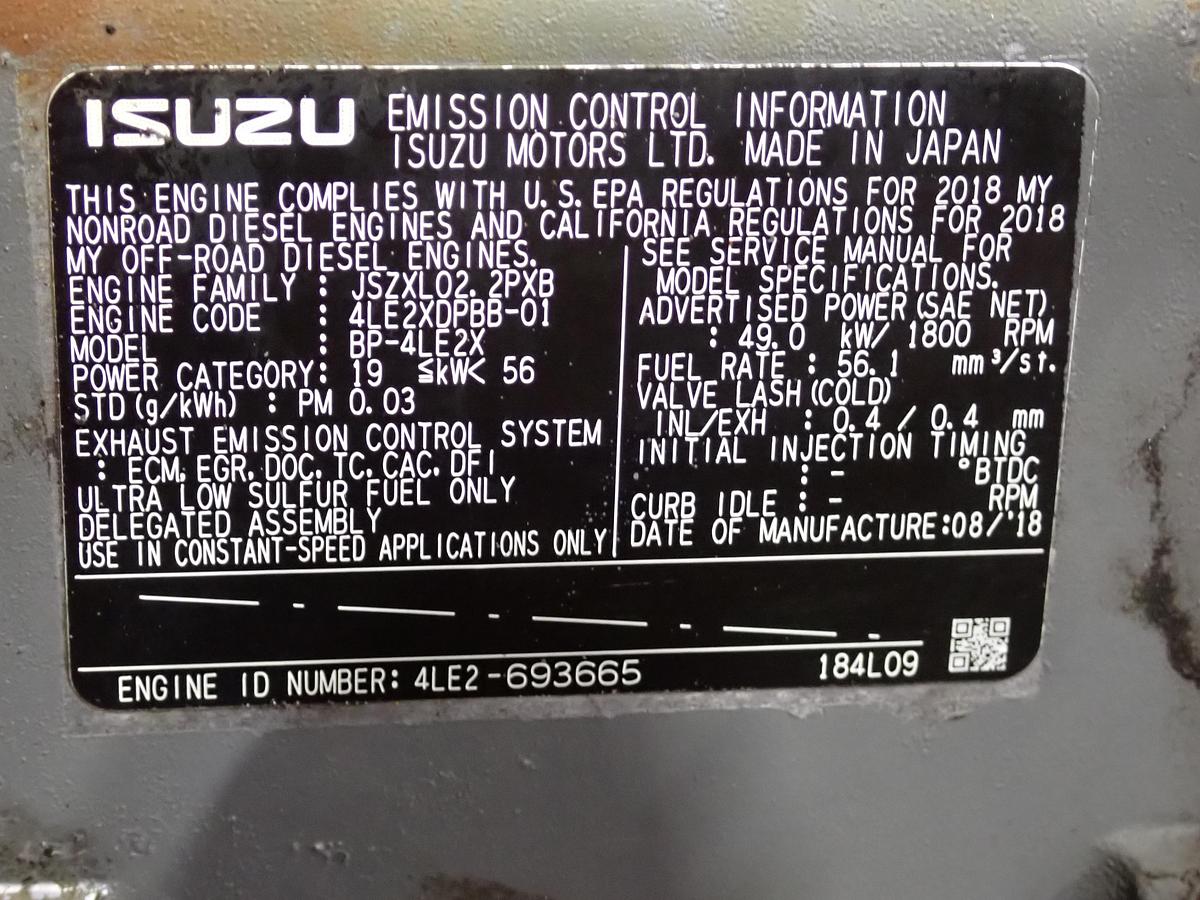 ISUZU EMISSION CONTROL INFORMATION
ISUZU MOTORS LTD. MADE IN JAPAN
THIS ENGINE COMPLIES WITH U.S.EPA REGULATIONS FOR 2018 MY
NONROAD DIESEL ENGINES AND CALIFORNIA REGULATIONS FOR 2018
MY OFF-ROAD DIESEL ENGINES.
ENGINE FAMILY : JSZXL02.2PXB
ENGINE CODE : 4LE2XDPBB-01
MODEL : BP-4LE2X
POWER CATEGORY: 19 ≦kW< 56
STD(g/kWh) : PM 0.03
EXHAUST EMISSION CONTROL SYSTEM
: ECM, EGR, DOC, TC, CAC, DFI
ULTRA LOW SULFUR FUEL ONLY
DELEGATED ASSEMBLY
USE IN CONSTANT-SPEED APPLICATIONS ONLY
SEE SERVICE MANUAL FOR
MODEL SPECIFICATIONS.
ADVERTISED POWER(SAE NET)
: 49.0 kW/ 1800 RPM
FUEL RATE : 56.1 mm³/st.
VALVE LASH(COLD)
INL/EXH : 0.4 / 0.4 mm
INITIAL INJECTION TIMING
: - °BTDC
CURB IDLE : - RPM
DATE OF MANUFACTURE:08/'18
ENGINE ID NUMBER: 4LE2-693665
184L09